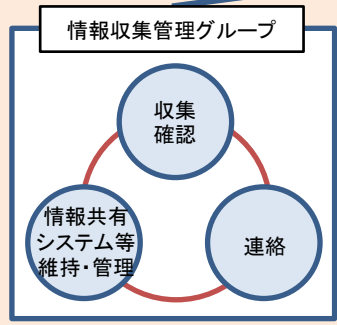 情報収集管理グループ
収集
確認
情報共有
システム等
維持・管理
連絡